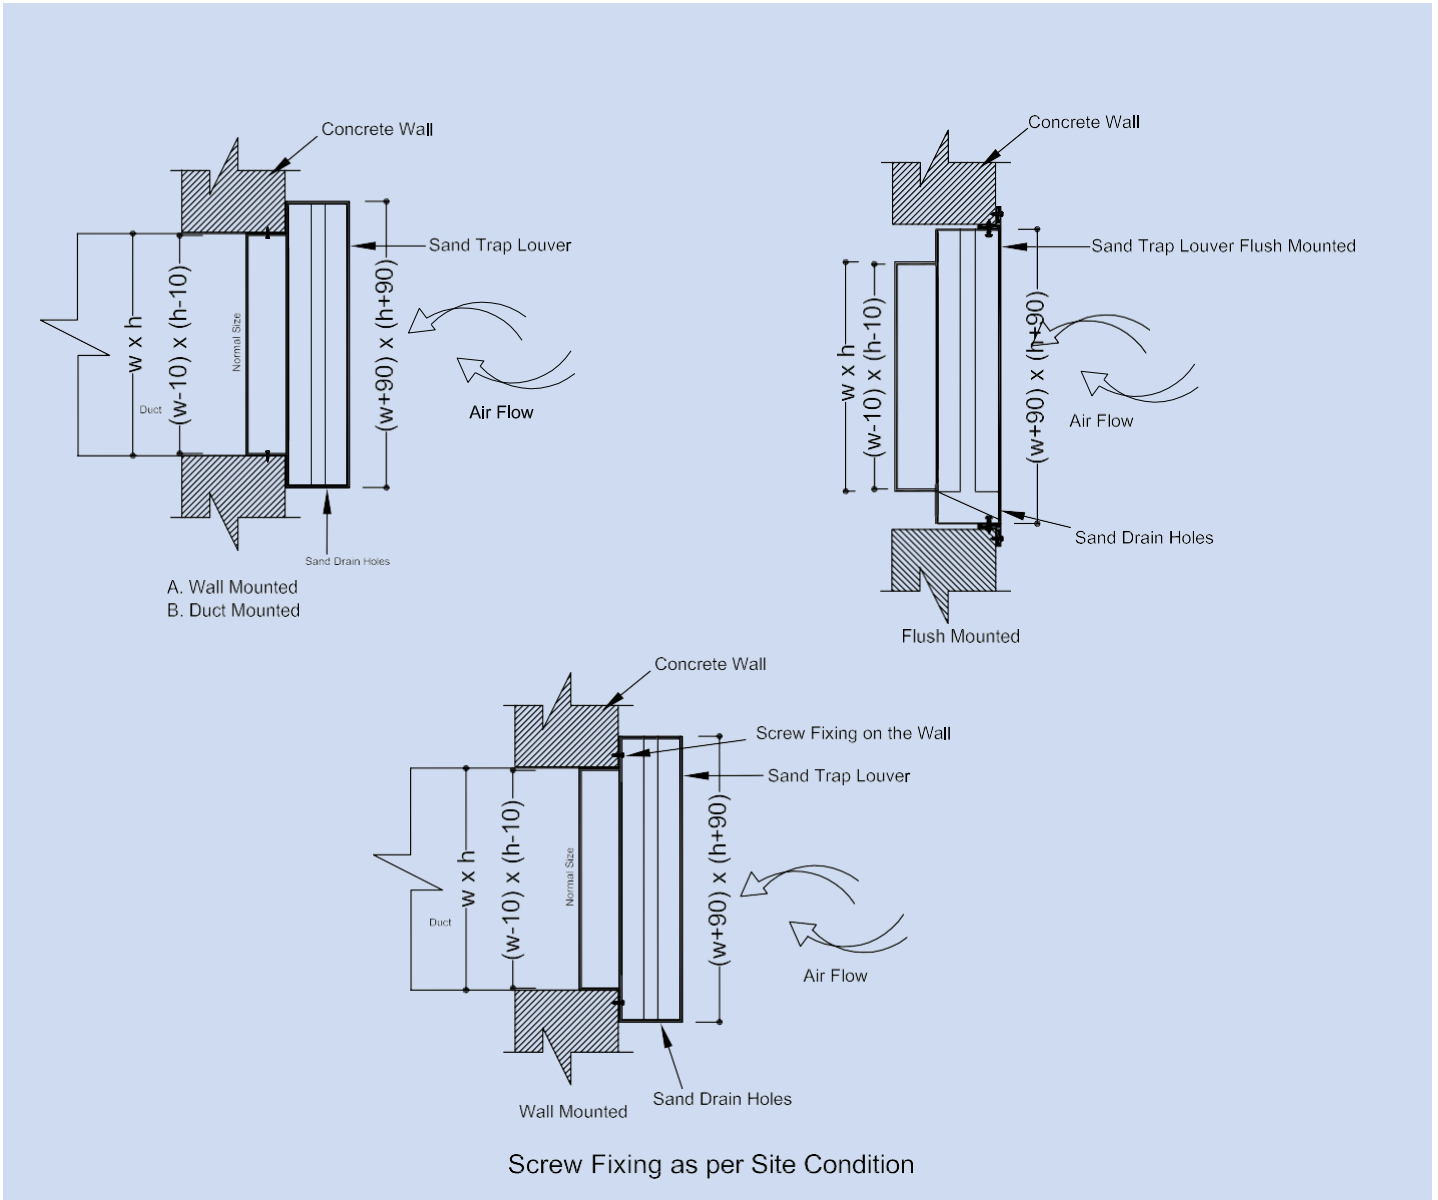 Concrete Wall
Sand Trap Louver
(w+90) x (h+90)
w x h
(w-10) x (h-10)
Normal Size
Duct
Air Flow
Sand Drain Holes
A. Wall Mounted
B. Duct Mounted
Concrete Wall
Sand Trap Louver Flush Mounted
w x h
(w-10) x (h-10)
(w+90) x (h+90)
Air Flow
Sand Drain Holes
Flush Mounted
Concrete Wall
Screw Fixing on the Wall
Sand Trap Louver
w x h
(w-10) x (h-10)
Normal Size
(w+90) x (h+90)
Duct
Air Flow
Sand Drain Holes
Wall Mounted
Screw Fixing as per Site Condition